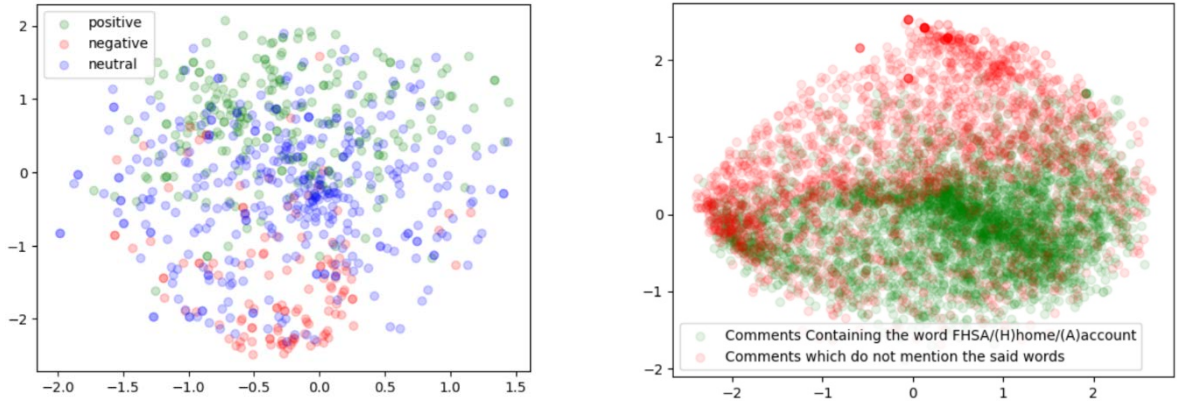 positive
negative
neutral
2
1
0
−1
−2
−2.0 −1.5 −1.0 −0.5 0.0 0.5 1.0 1.5
2
1
0
−1
−2
Comments Containing the word FHSA/(H)home/(A)account
Comments which do not mention the said words
−2 −1 0 1 2